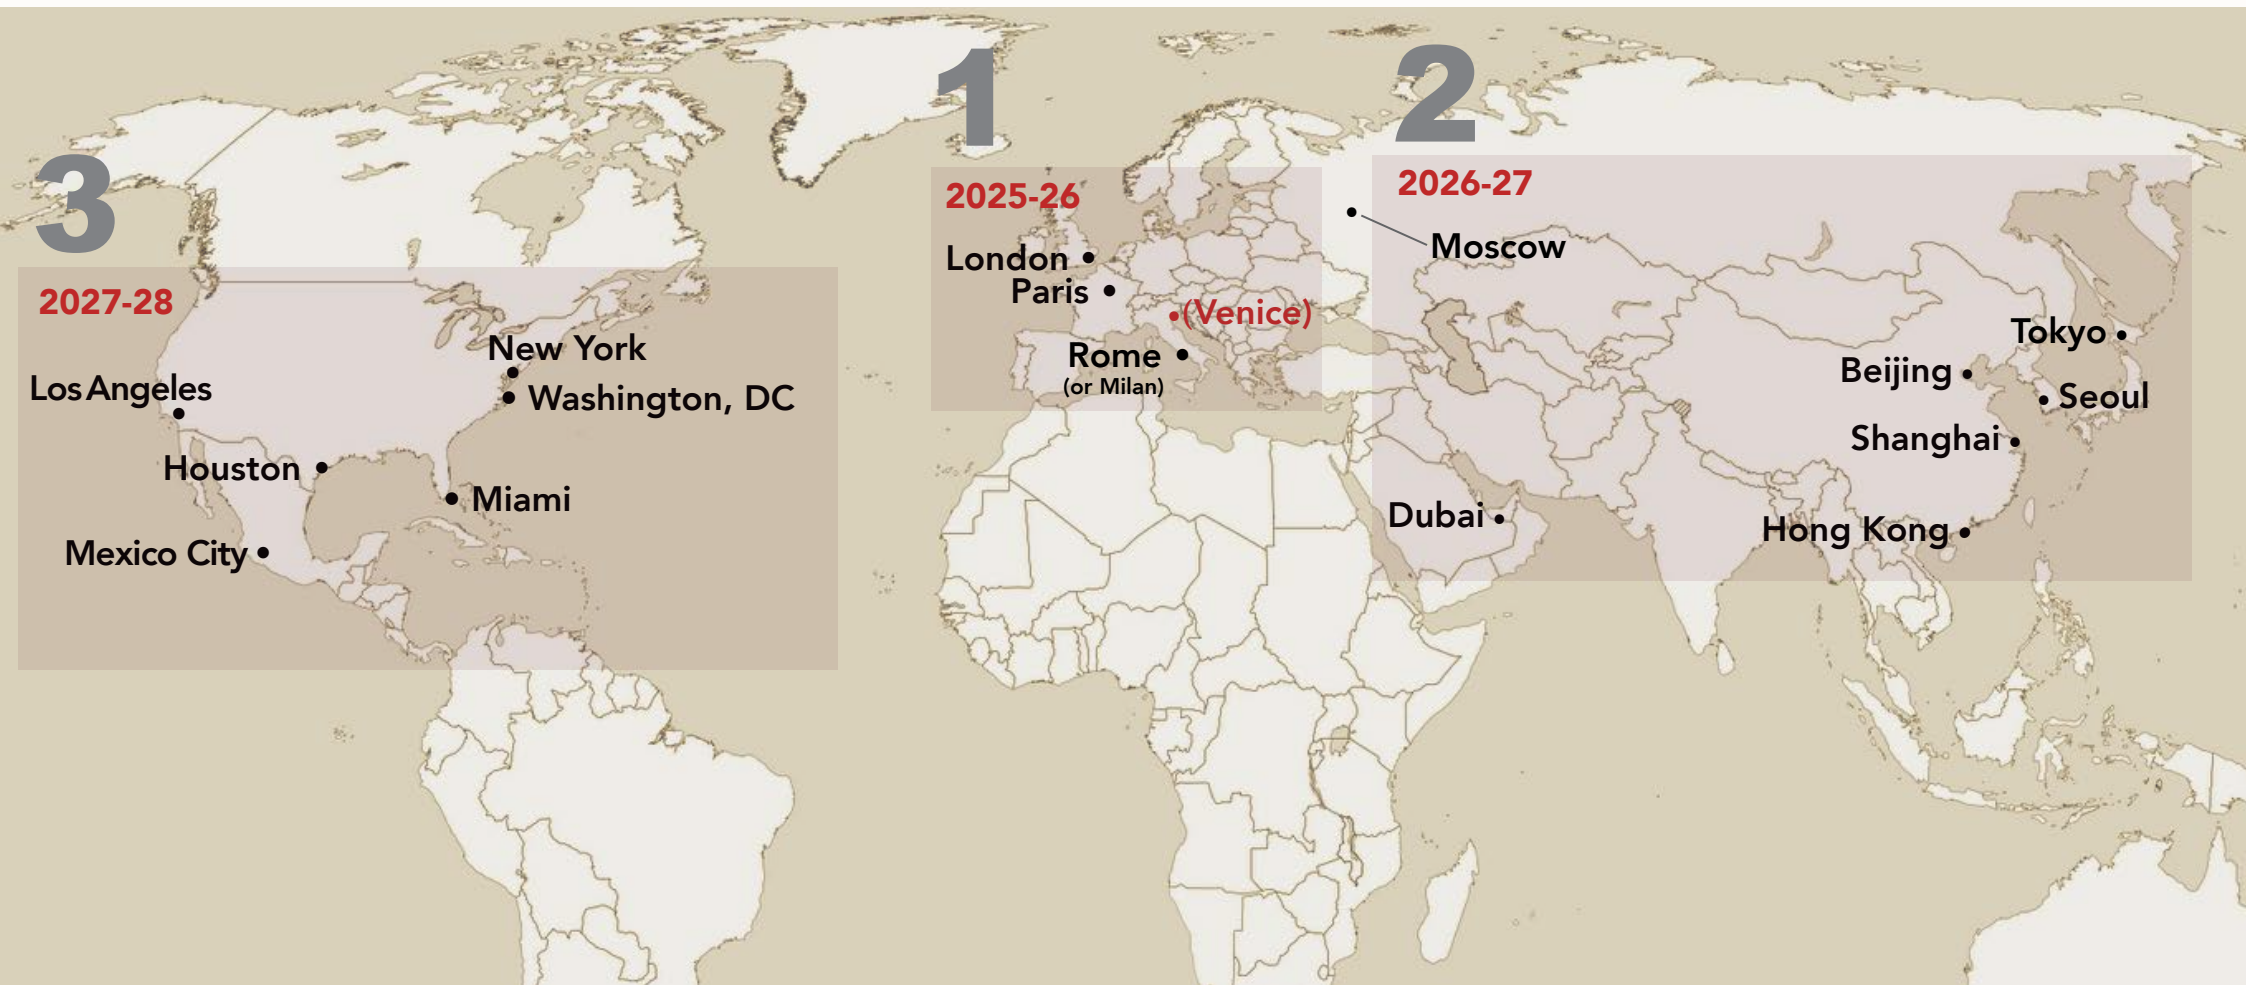 1
2025-26
London
Paris
(Venice)
Rome
(or Milan)
2
2026-27
Moscow
Tokyo
Beijing
Seoul
Shanghai
Dubai
Hong Kong
3
2027-28
New York
Los Angeles
Washington, DC
Houston
Miami
Mexico City